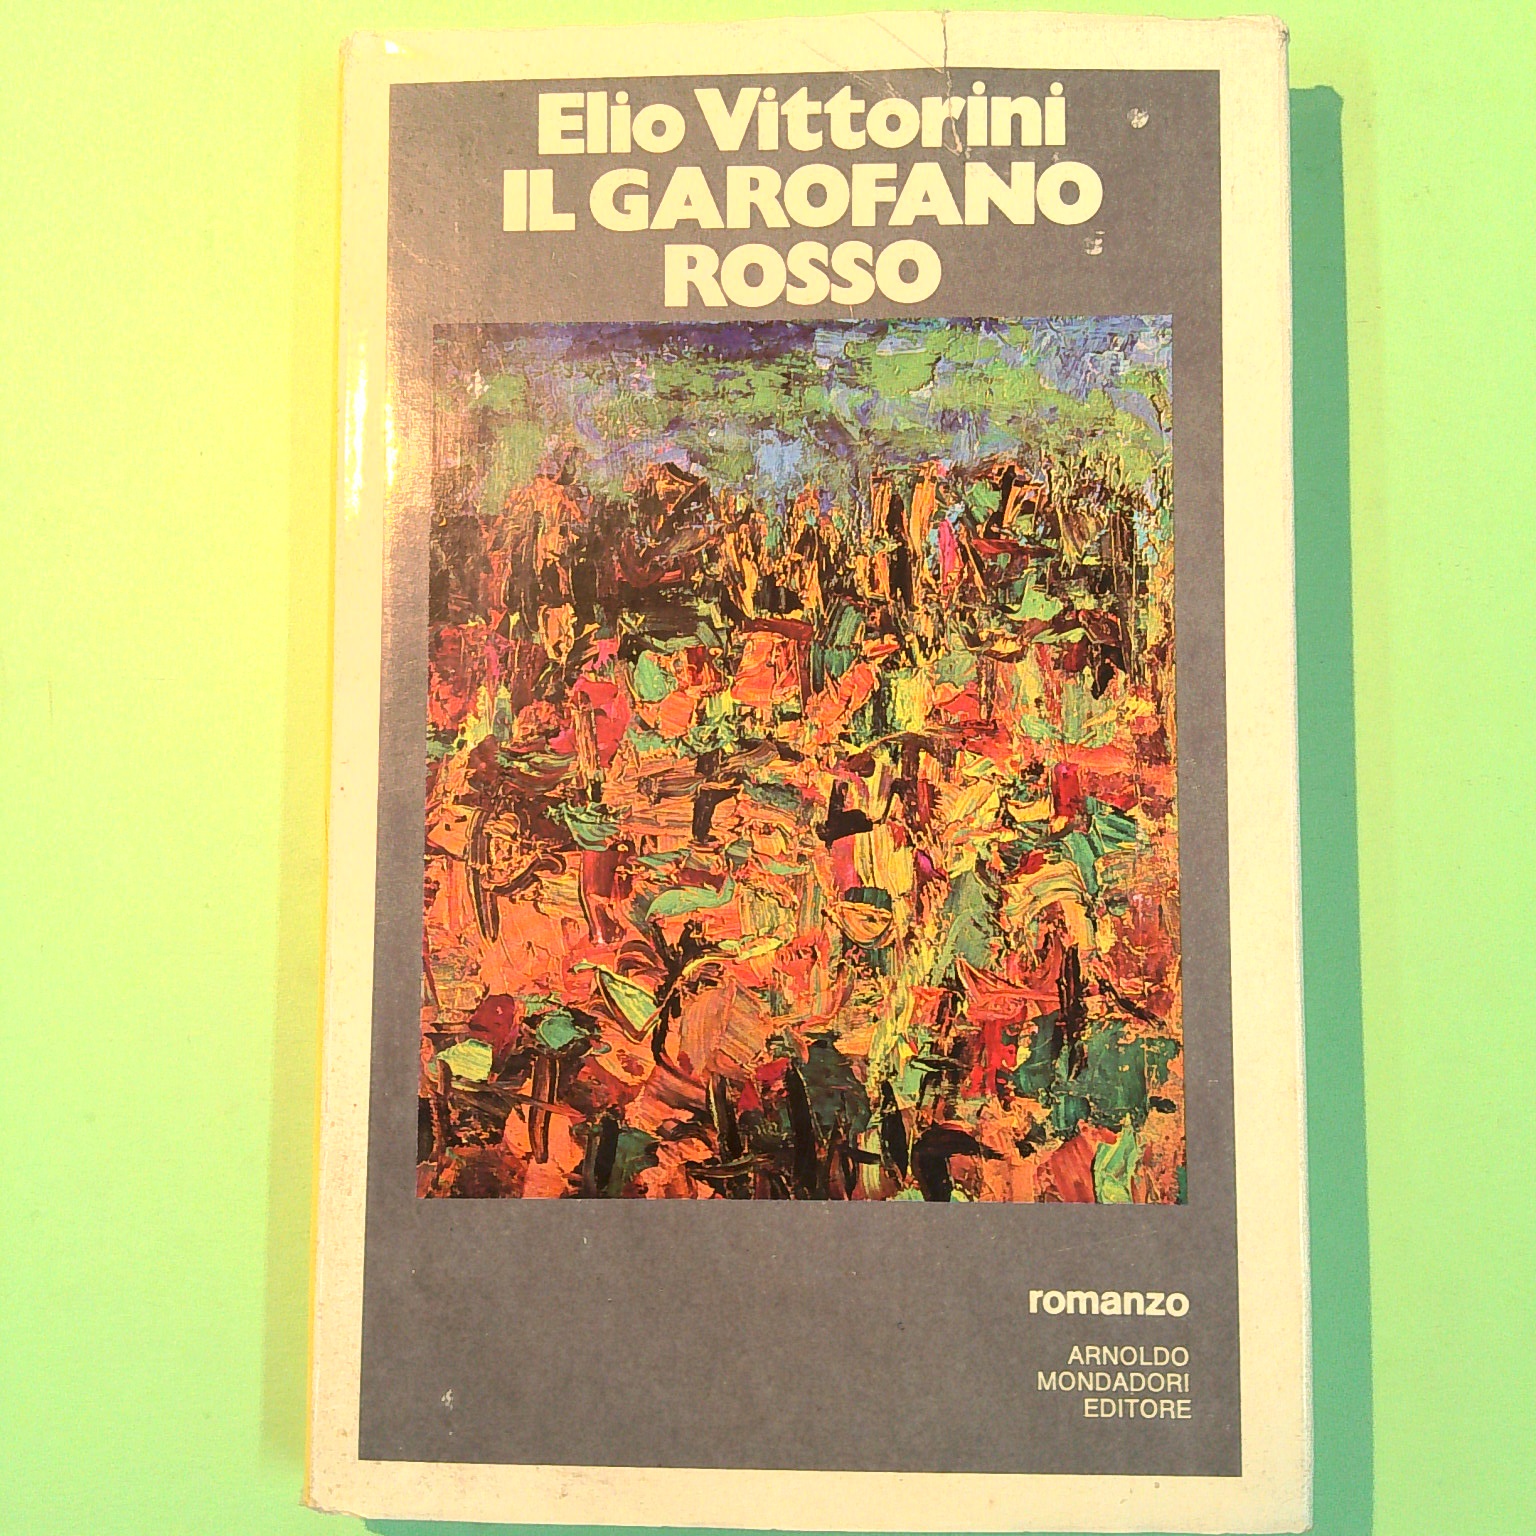 Elio Vittorini
IL GAROFANO
ROSSO
romanzo
ARNOLDO
MONDADORI
EDITORE